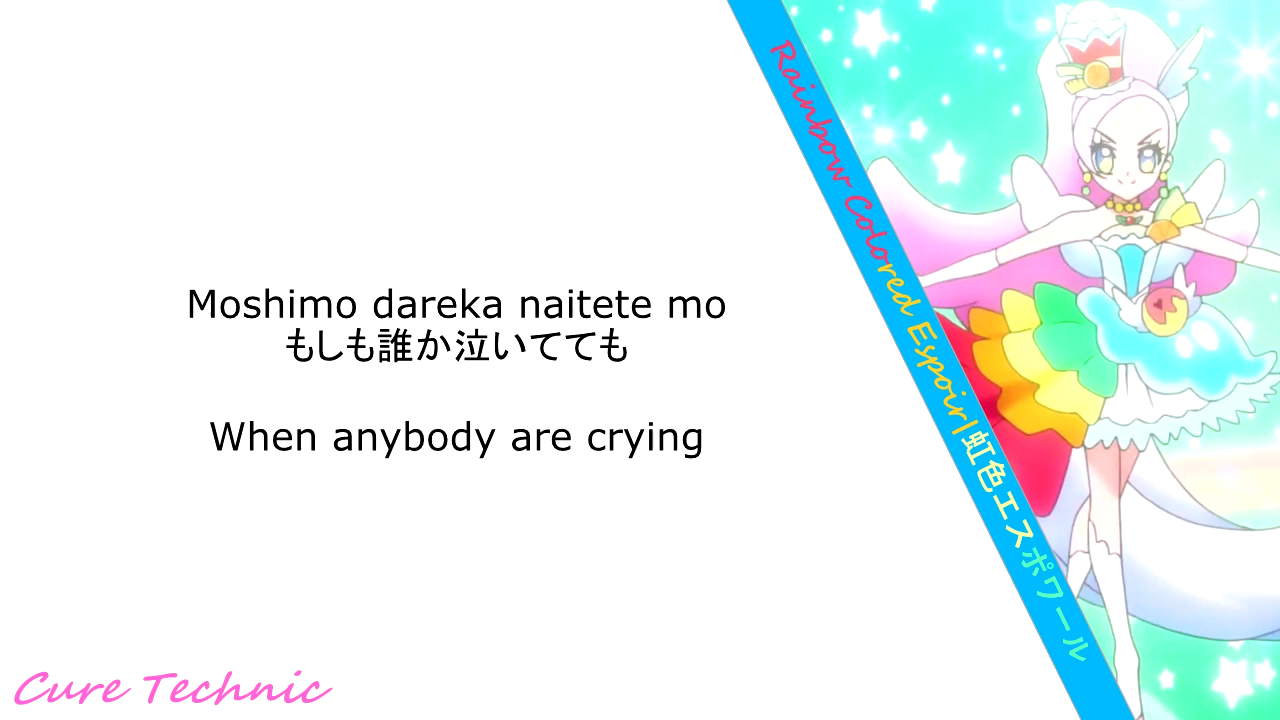 Moshimo dareka naitete mo
もしも誰か泣いてても
When anybody are crying
Rainbow Colored Espoir|虹色エスポワール
Cure Technic